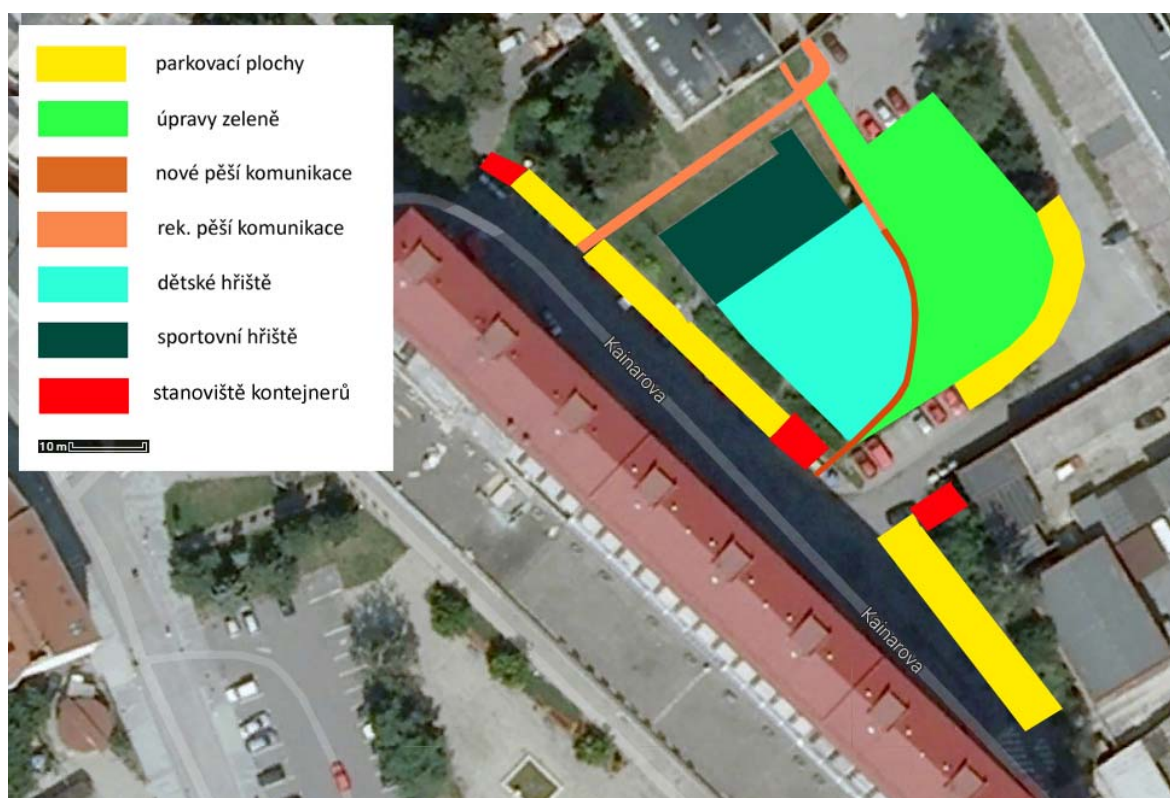 parkovací plochy
úpravy zeleně
nové pěší komunikace
rek. pěší komunikace
dětské hřiště
sportovní hřiště
stanoviště kontejnerů
10 m
Kainarova
Kainarova